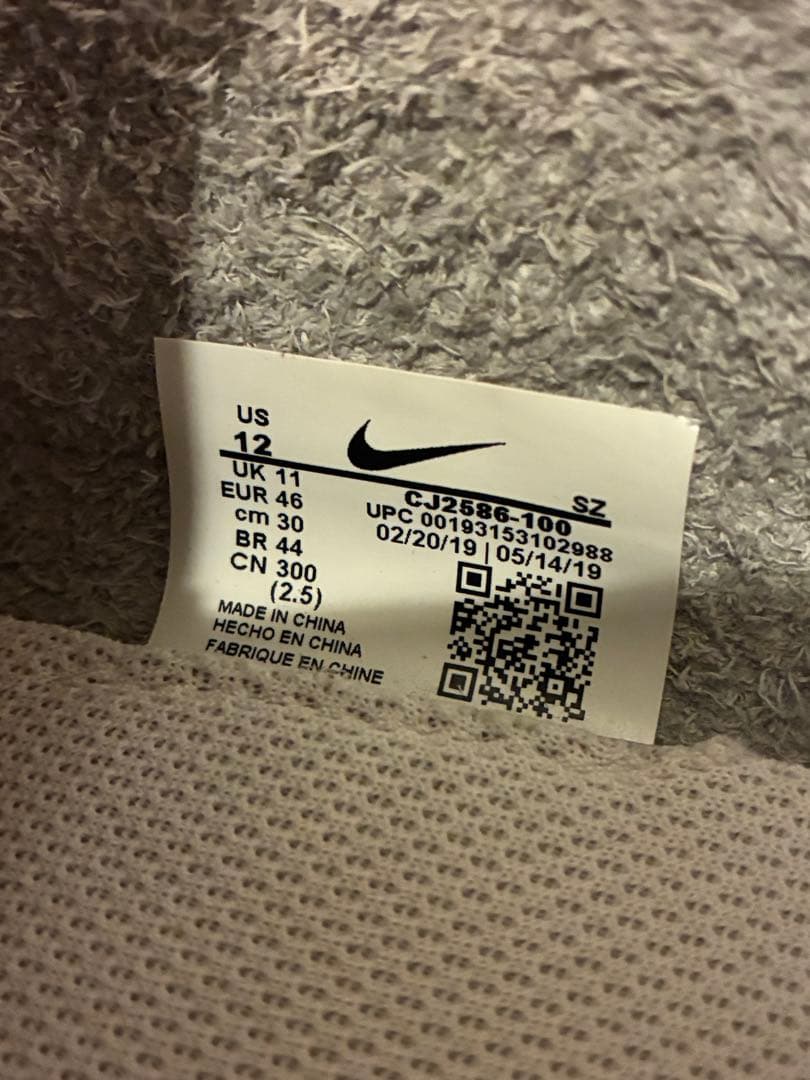 US
12
UK 11
EUR 46
cm 30
BR 44
CN 300
(2.5)
MADE IN CHINA
HECHO EN CHINA
FABRIQUE EN CHINE
SZ
CJ2586-100
UPC 00193153102988
02/20/19 | 05/14/19